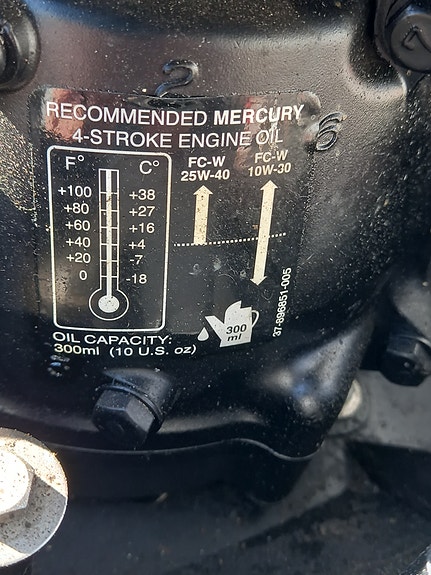 2
6
RECOMMENDED MERCURY
4-STROKE ENGINE OIL
F° C°
+100 +38
+80 +27
+60 +16
+40 +4
+20 -7
0 -18
FC-W
25W-40
FC-W
10W-30
300
ml
OIL CAPACITY:
300ml (10 U.S. oz)
37-896851-005